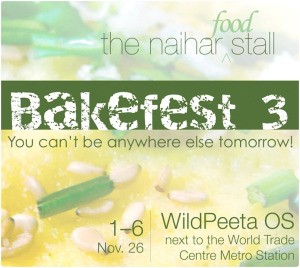 food
the naihar stall
Bakefest 3
You can't be anywhere else tomorrow!
1–6
Nov. 26
WildPeeta OS
next to the World Trade
Centre Metro Station